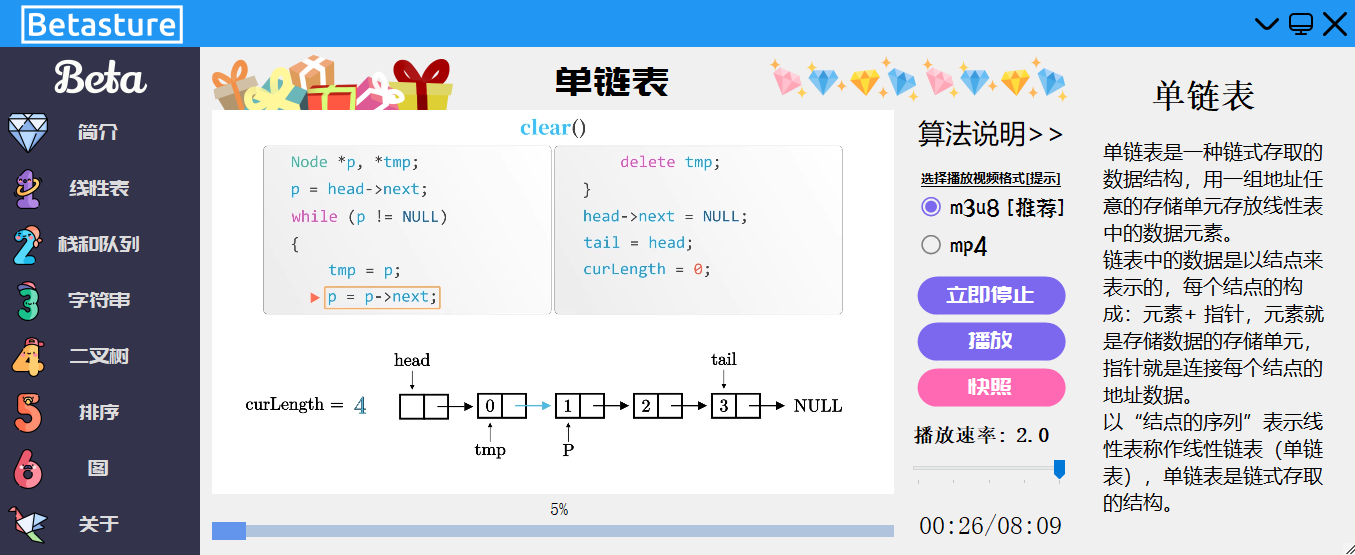 Betasture
Beta
简介
线性表
栈和队列
字符串
二叉树
排序
图
关于
单链表
clear()
Node *p, *tmp;
p = head->next;
while (p != NULL)
{
tmp = p;
p = p->next;
delete tmp;
}
head->next = NULL;
tail = head;
curLength = 0;
head
tail
curLength = 4
0
1
2
3
NULL
tmp
P
5%
算法说明>>
选择播放视频格式[提示]
m3u8 [推荐]
mp4
立即停止
播放
快照
播放速率: 2.0
00:26/08:09
单链表
单链表是一种链式存取的
数据结构，用一组地址任
意的存储单元存放线性表
中的数据元素。
链表中的数据是以结点来
表示的，每个结点的构
成：元素+ 指针，元素就
是存储数据的存储单元，
指针就是连接每个结点的
地址数据。
以“结点的序列”表示线
性表称作线性链表（单链
表），单链表是链式存取
的结构。